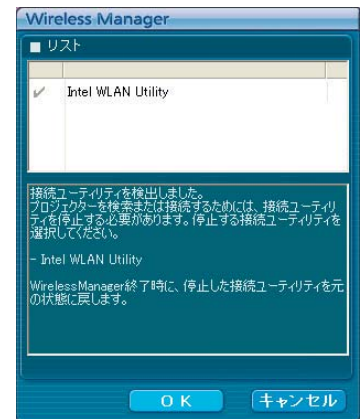 Wireless Manager
■ リスト
✓ Intel WLAN Utility
接続ユーティリティを検出しました。
プロジェクターを検索または接続するためには、接続ユーティリ
ティを停止する必要があります。停止する接続ユーティリティを
選択してください。
- Intel WLAN Utility
WirelessManager終了時に、停止した接続ユーティリティを元
の状態に戻します。
OK キャンセル